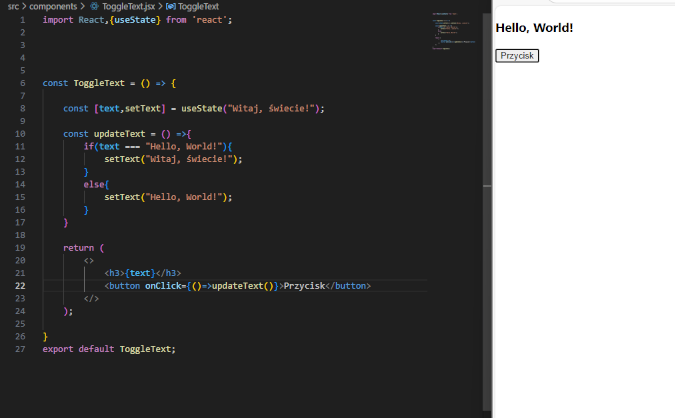 src > components > ToggleText.jsx > ToggleText
1 import React,{useState} from 'react';
2
3
4
5
6 const ToggleText = () => {
7
8 const [text,setText] = useState("Witaj, świecie!");
9
10 const updateText = () =>{
11 if(text === "Hello, World!"){
12 setText("Witaj, świecie!");
13 }
14 else{
15 setText("Hello, World!");
16 }
17 }
18
19 return (
20 <>
21 <h3>{text}</h3>
22 <button onClick={()=>updateText()}>Przycisk</button>
23 </>
24 );
25
26 }
27 export default ToggleText;
Hello, World!
Przycisk